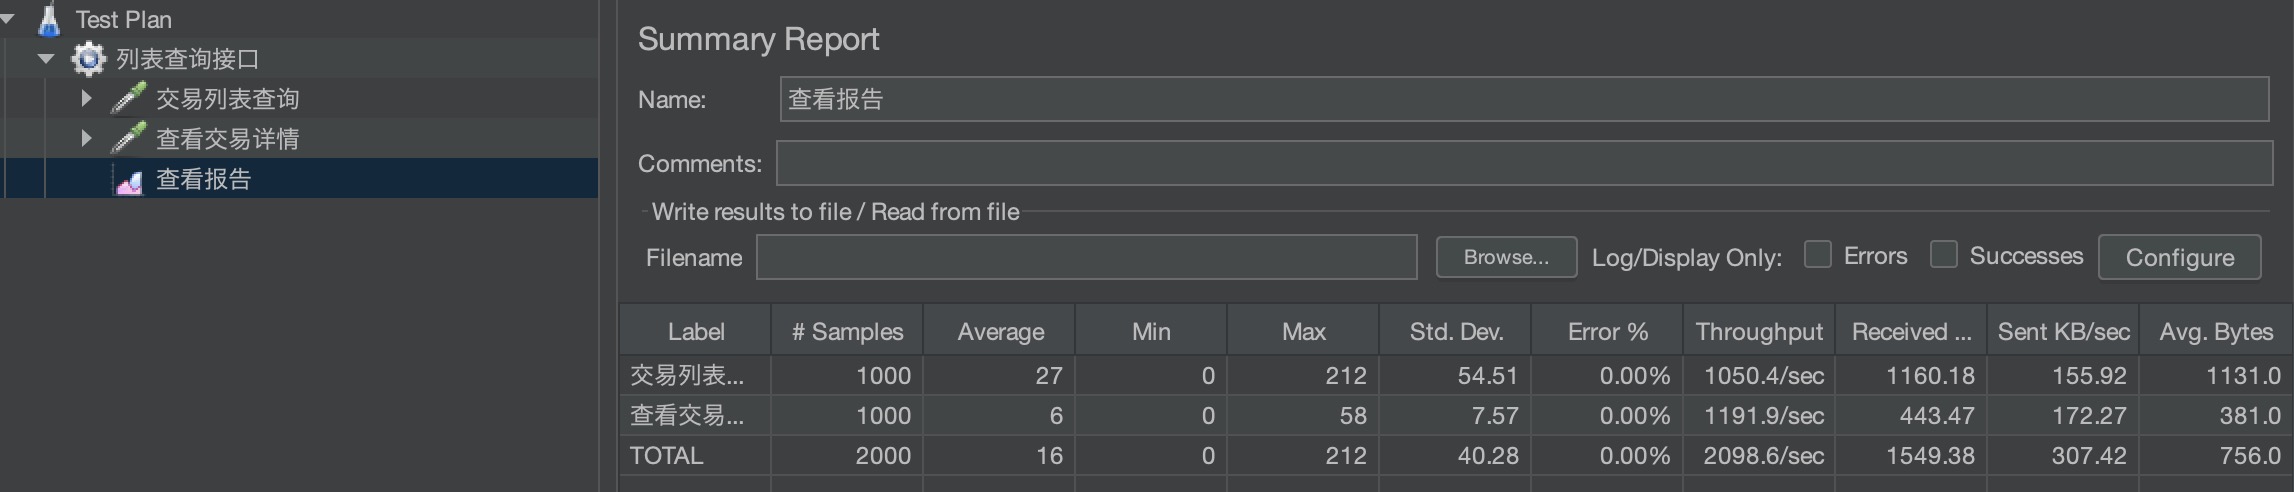 Test Plan
列表查询接口
交易列表查询
查看交易详情
查看报告
Summary Report
Name: 查看报告
Comments:
Write results to file / Read from file
Filename Browse... Log/Display Only: Errors Successes Configure
Label # Samples Average Min Max Std. Dev. Error % Throughput Received ... Sent KB/sec Avg. Bytes
交易列表... 1000 27 0 212 54.51 0.00% 1050.4/sec 1160.18 155.92 1131.0
查看交易... 1000 6 0 58 7.57 0.00% 1191.9/sec 443.47 172.27 381.0
TOTAL 2000 16 0 212 40.28 0.00% 2098.6/sec 1549.38 307.42 756.0